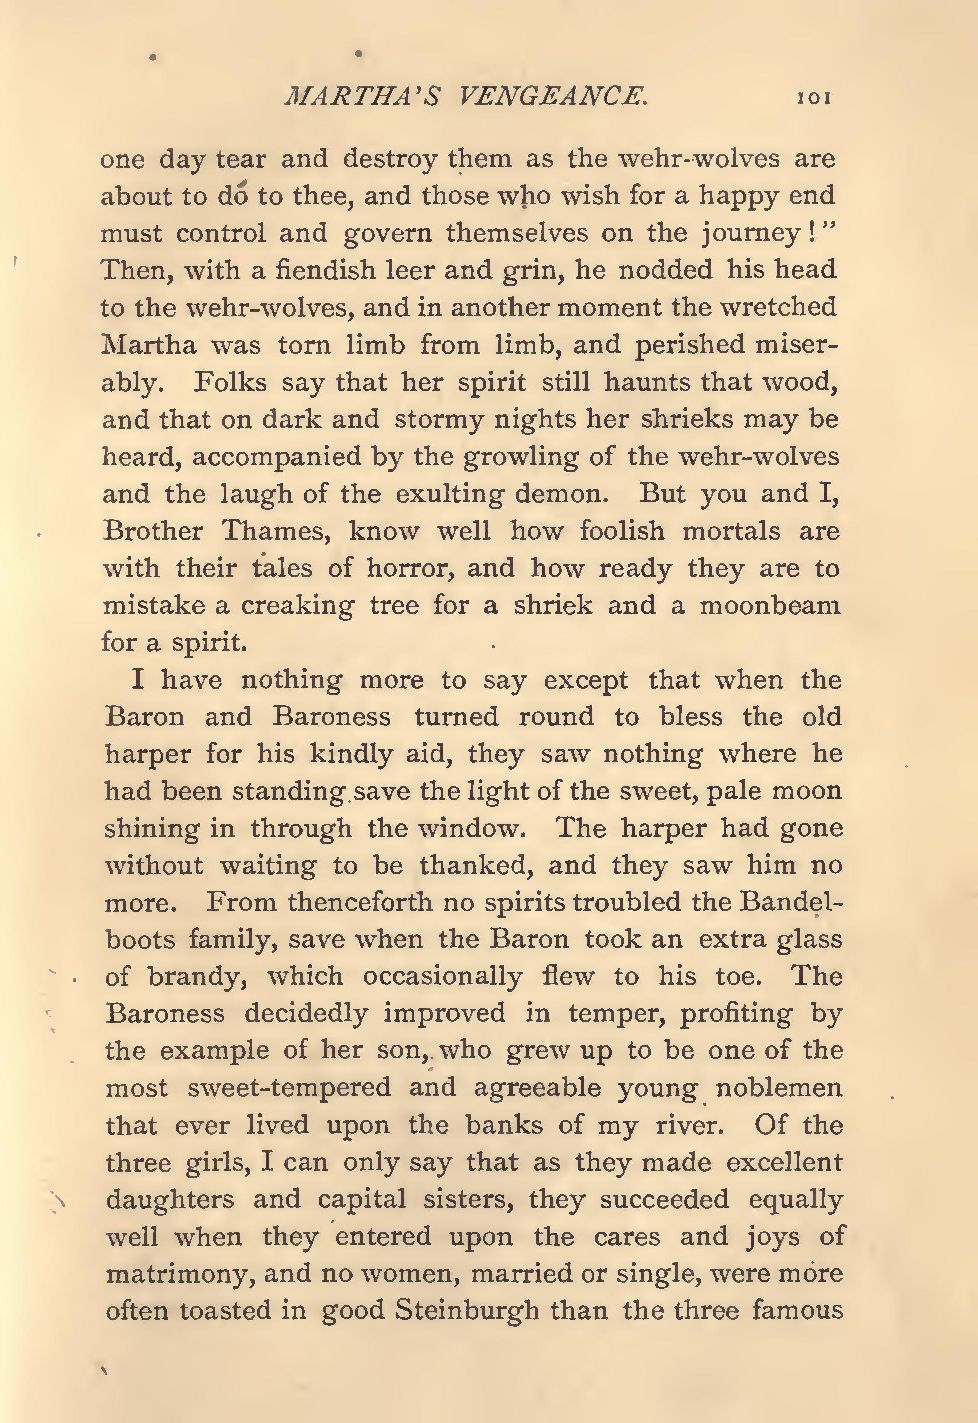 MARTHA'S VENGEANCE. 101
one day tear and destroy them as the wehr-wolves are
about to do to thee, and those who wish for a happy end
must control and govern themselves on the journey!"
Then, with a fiendish leer and grin, he nodded his head
to the wehr-wolves, and in another moment the wretched
Martha was torn limb from limb, and perished miser-
ably. Folks say that her spirit still haunts that wood,
and that on dark and stormy nights her shrieks may be
heard, accompanied by the growling of the wehr-wolves
and the laugh of the exulting demon. But you and I,
Brother Thames, know well how foolish mortals are
with their tales of horror, and how ready they are to
mistake a creaking tree for a shriek and a moonbeam
for a spirit.
I have nothing more to say except that when the
Baron and Baroness turned round to bless the old
harper for his kindly aid, they saw nothing where he
had been standing save the light of the sweet, pale moon
shining in through the window. The harper had gone
without waiting to be thanked, and they saw him no
more. From thenceforth no spirits troubled the Bandel-
boots family, save when the Baron took an extra glass
of brandy, which occasionally flew to his toe. The
Baroness decidedly improved in temper, profiting by
the example of her son, who grew up to be one of the
most sweet-tempered and agreeable young noblemen
that ever lived upon the banks of my river. Of the
three girls, I can only say that as they made excellent
daughters and capital sisters, they succeeded equally
well when they entered upon the cares and joys of
matrimony, and no women, married or single, were more
often toasted in good Steinburgh than the three famous